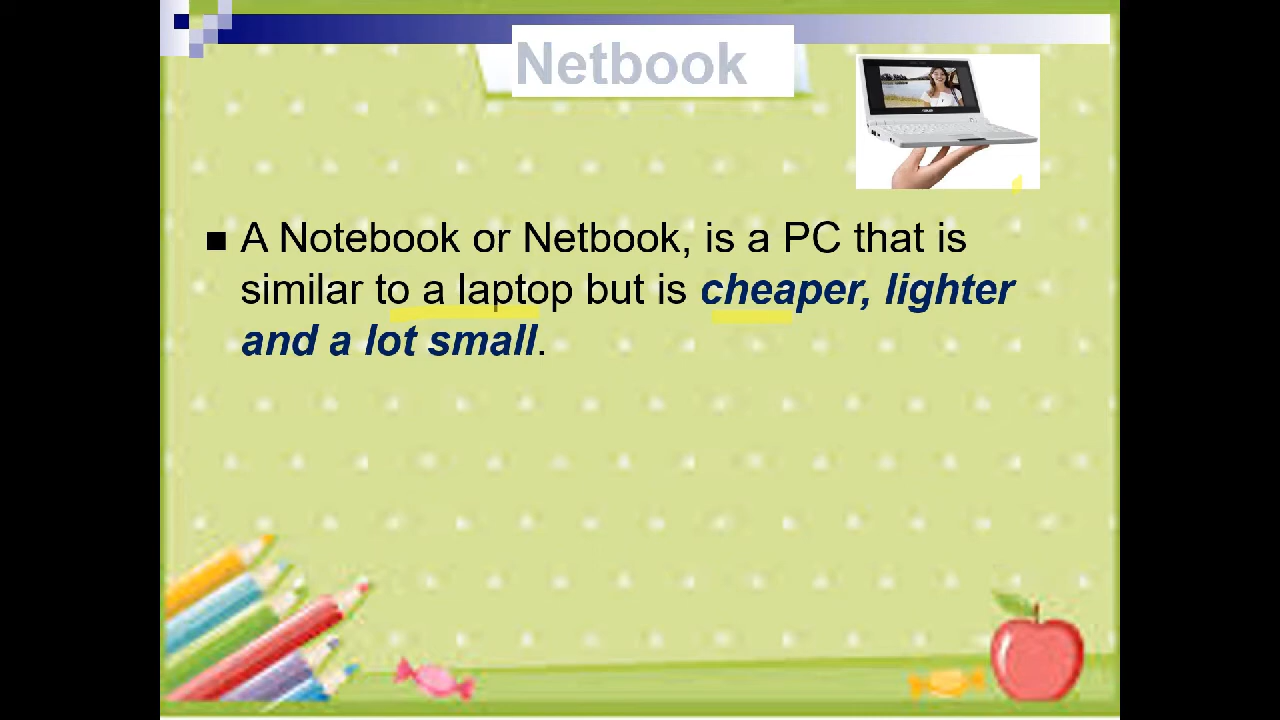 Netbook
A Notebook or Netbook, is a PC that is
similar to a laptop but is cheaper, lighter
and a lot small.